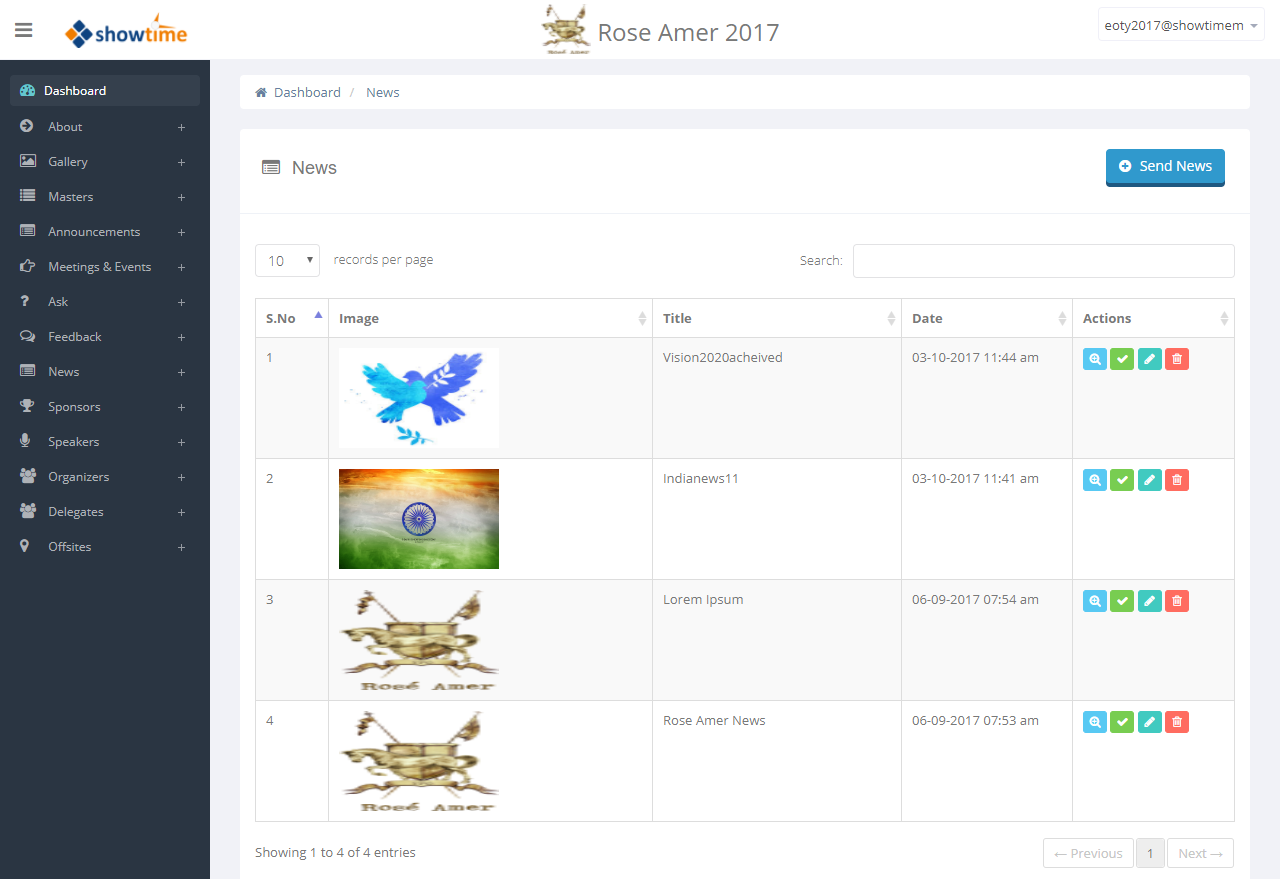 showtime
Rosé Amer
Rose Amer 2017
eoty2017@showtimem
Dashboard
About +
Gallery +
Masters +
Announcements +
Meetings & Events +
Ask +
Feedback +
News +
Sponsors +
Speakers +
Organizers +
Delegates +
Offsites +
Dashboard / News
News
Send News
10 records per page
Search:
S.No Image Title Date Actions
1 Vision2020acheived 03-10-2017 11:44 am
2 Indianews11 03-10-2017 11:41 am
3 Lorem Ipsum 06-09-2017 07:54 am
Rosé Amer
4 Rose Amer News 06-09-2017 07:53 am
Rosé Amer
Showing 1 to 4 of 4 entries
← Previous 1 Next →